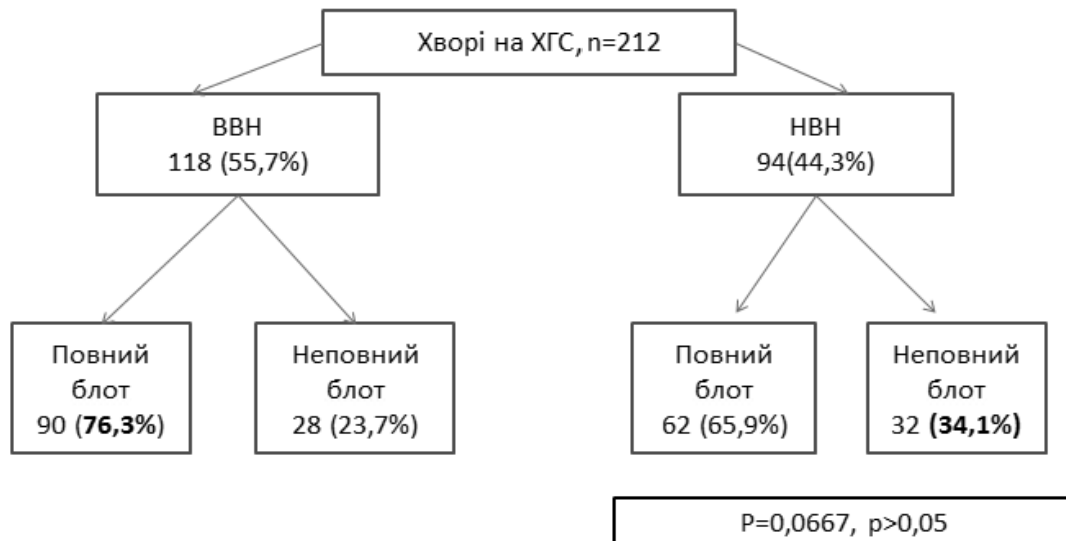 Хворі на ХГС, n=212
ВВН
118 (55,7%)
НВН
94(44,3%)
Повний
блот
90 (76,3%)
Неповний
блот
28 (23,7%)
Повний
блот
62 (65,9%)
Неповний
блот
32 (34,1%)
P=0,0667, p>0,05